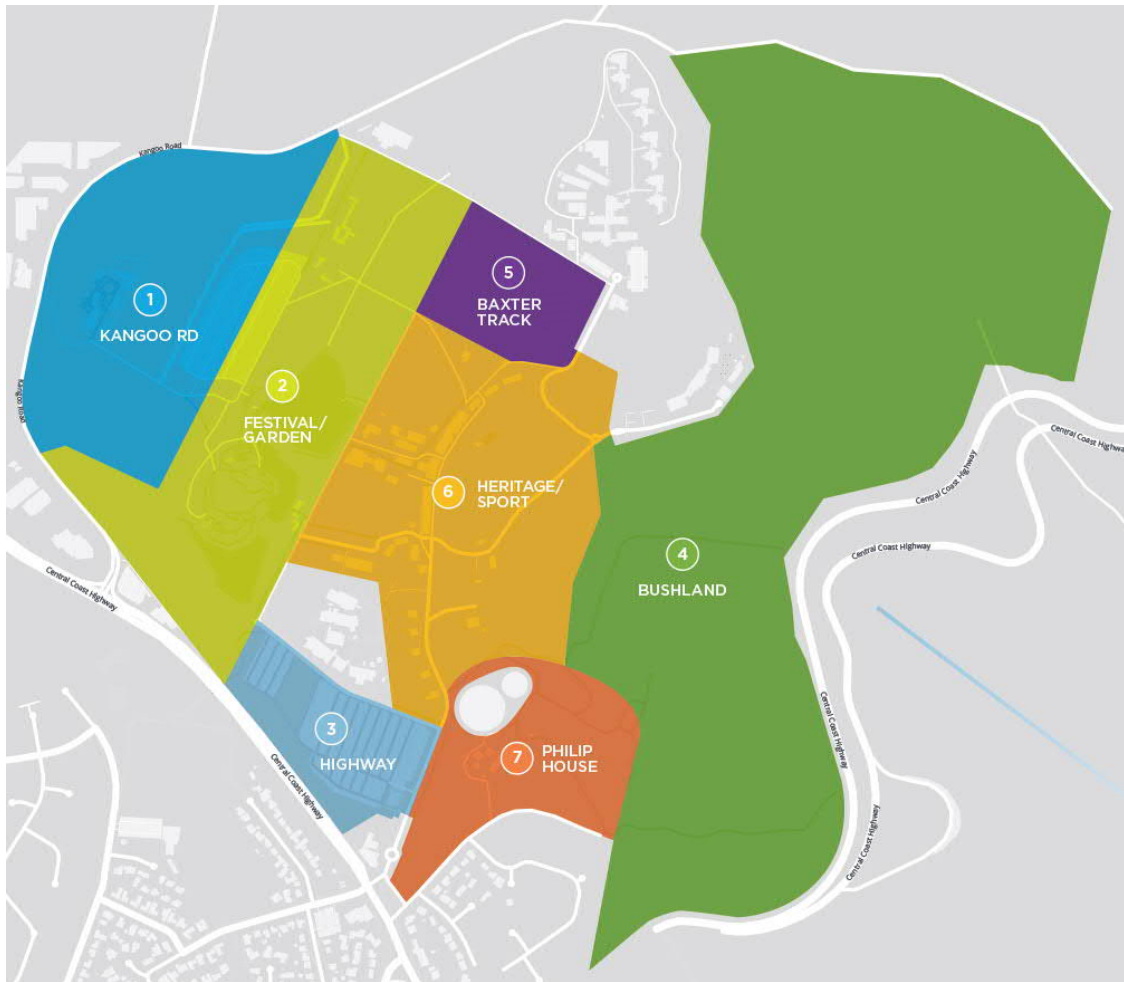 Kangoo Road
5
BAXTER
TRACK
1
KANGOO RD
2
FESTIVAL/
GARDEN
Kangoo Road
Central Coast Highway
Central Coast Highway
6
HERITAGE/
SPORT
Central Coast Highway
4
BUSHLAND
Central Coast Highway
3
HIGHWAY
7
PHILIP
HOUSE
Central Coast Highway
Central Coast Highway
Central Coast Highway